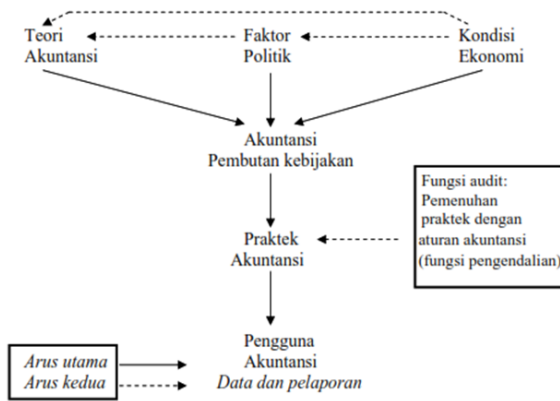 Teori
Akuntansi
Faktor
Politik
Kondisi
Ekonomi
Akuntansi
Pembutan kebijakan
Fungsi audit:
Pemenuhan
praktek dengan
aturan akuntansi
(fungsi pengendalian)
Praktek
Akuntansi
Pengguna
Akuntansi
Data dan pelaporan
Arus utama
Arus kedua